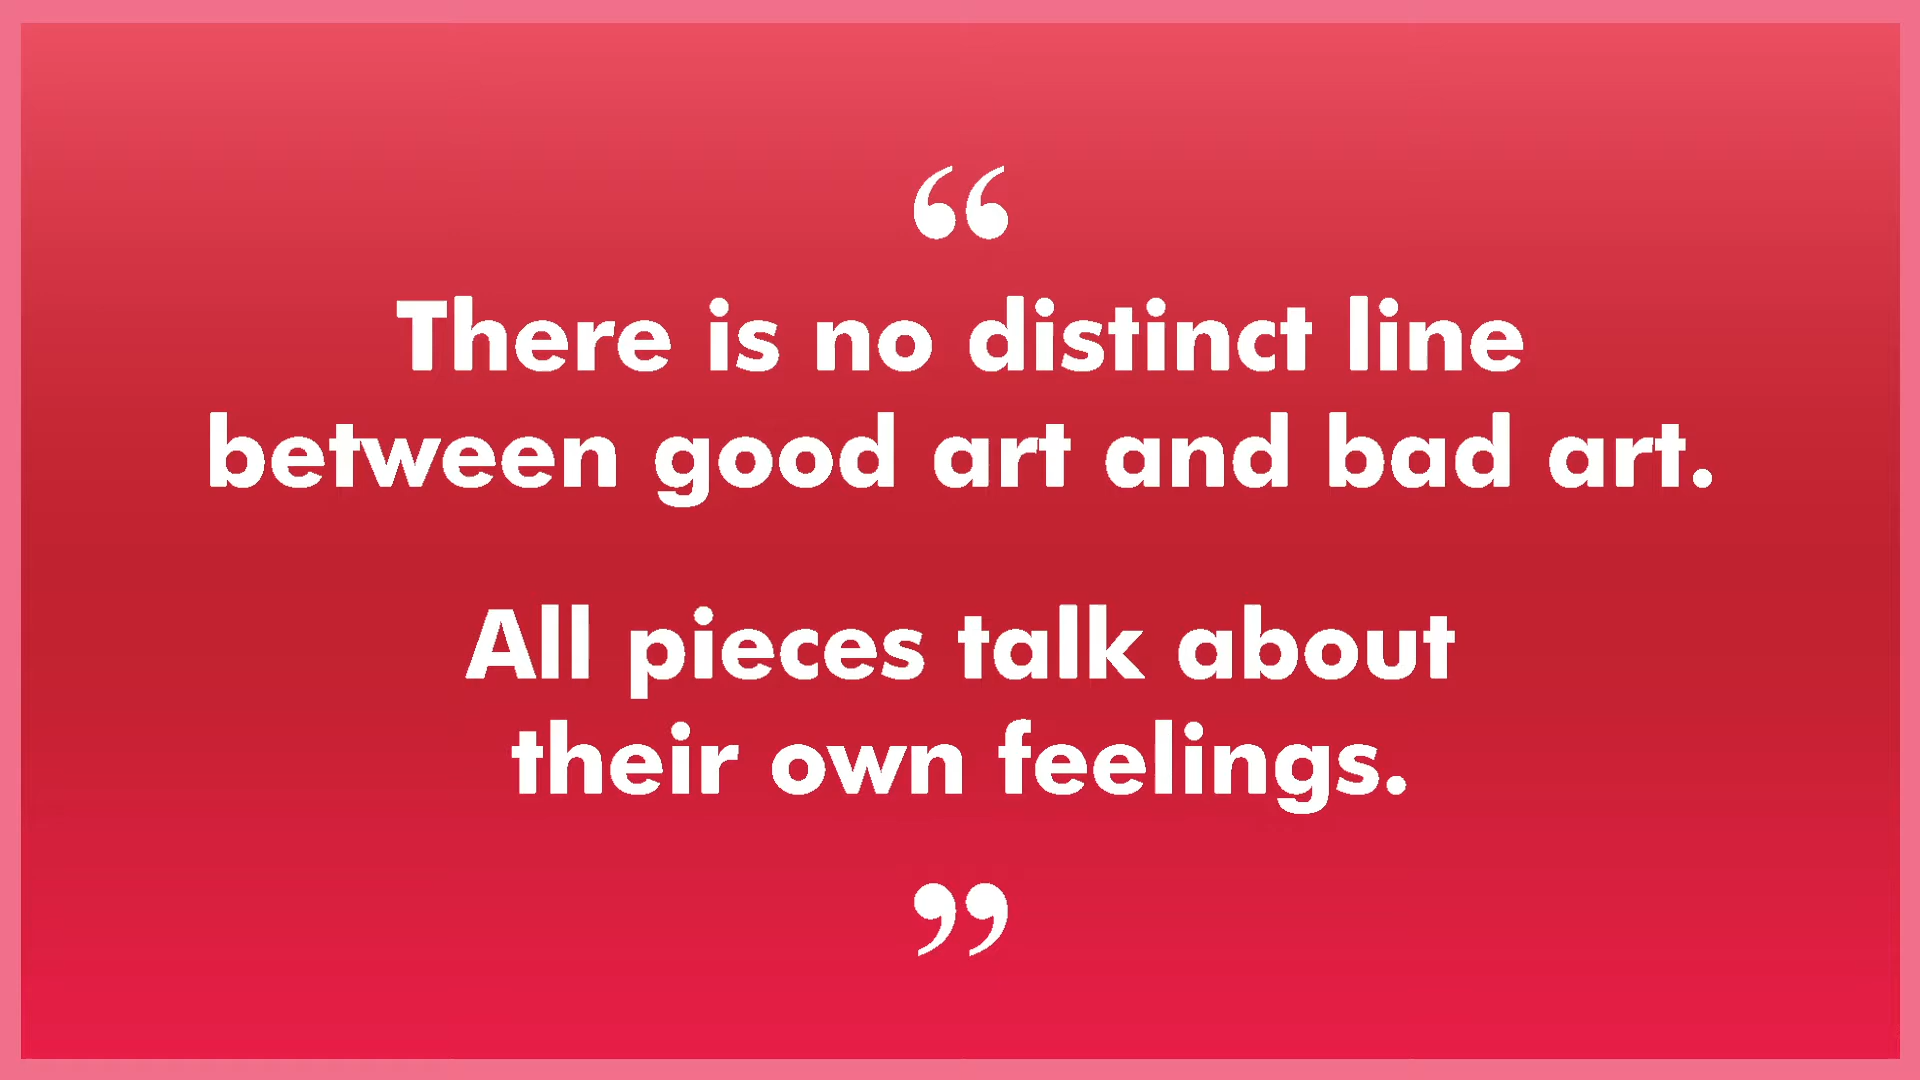 “
There is no distinct line
between good art and bad art.
All pieces talk about
their own feelings.
”